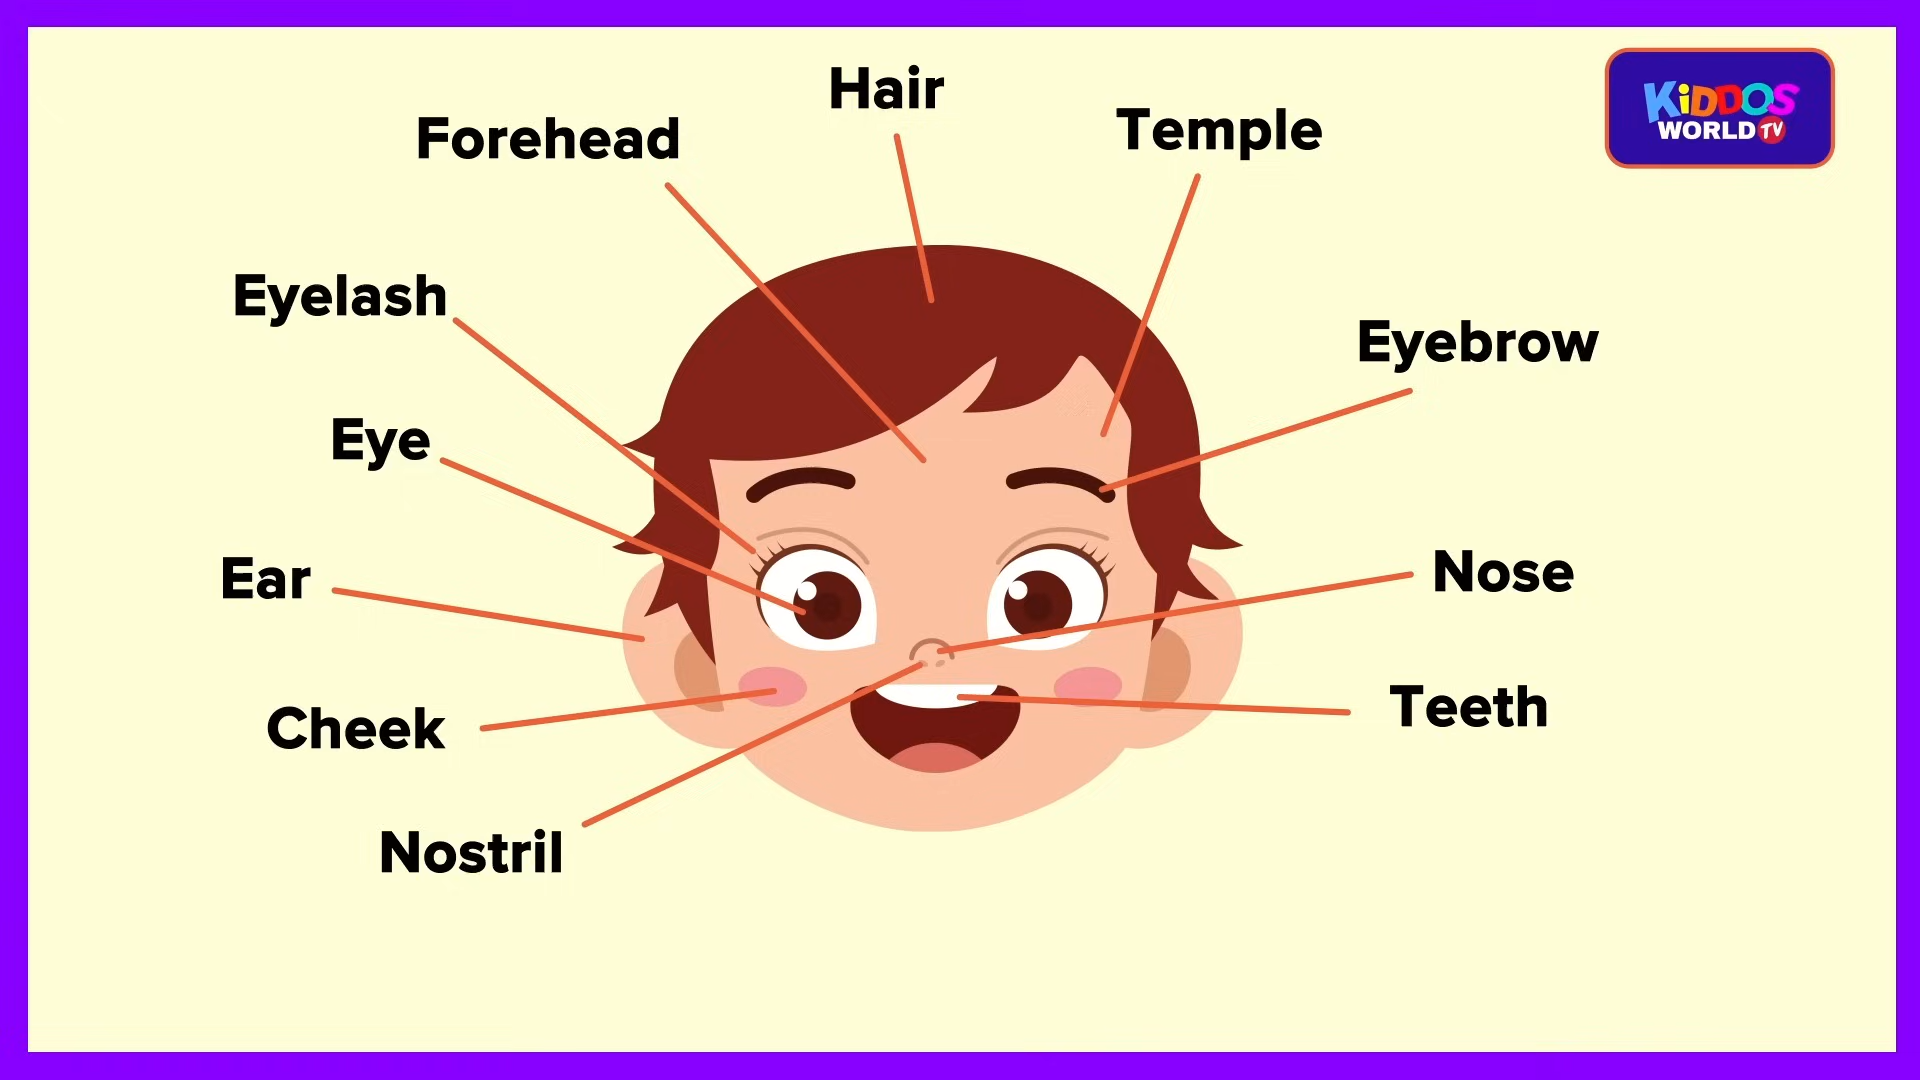 Hair
Forehead
Temple
KiDDOS
WORLD TV
Eyelash
Eyebrow
Eye
Ear
Nose
Cheek
Teeth
Nostril